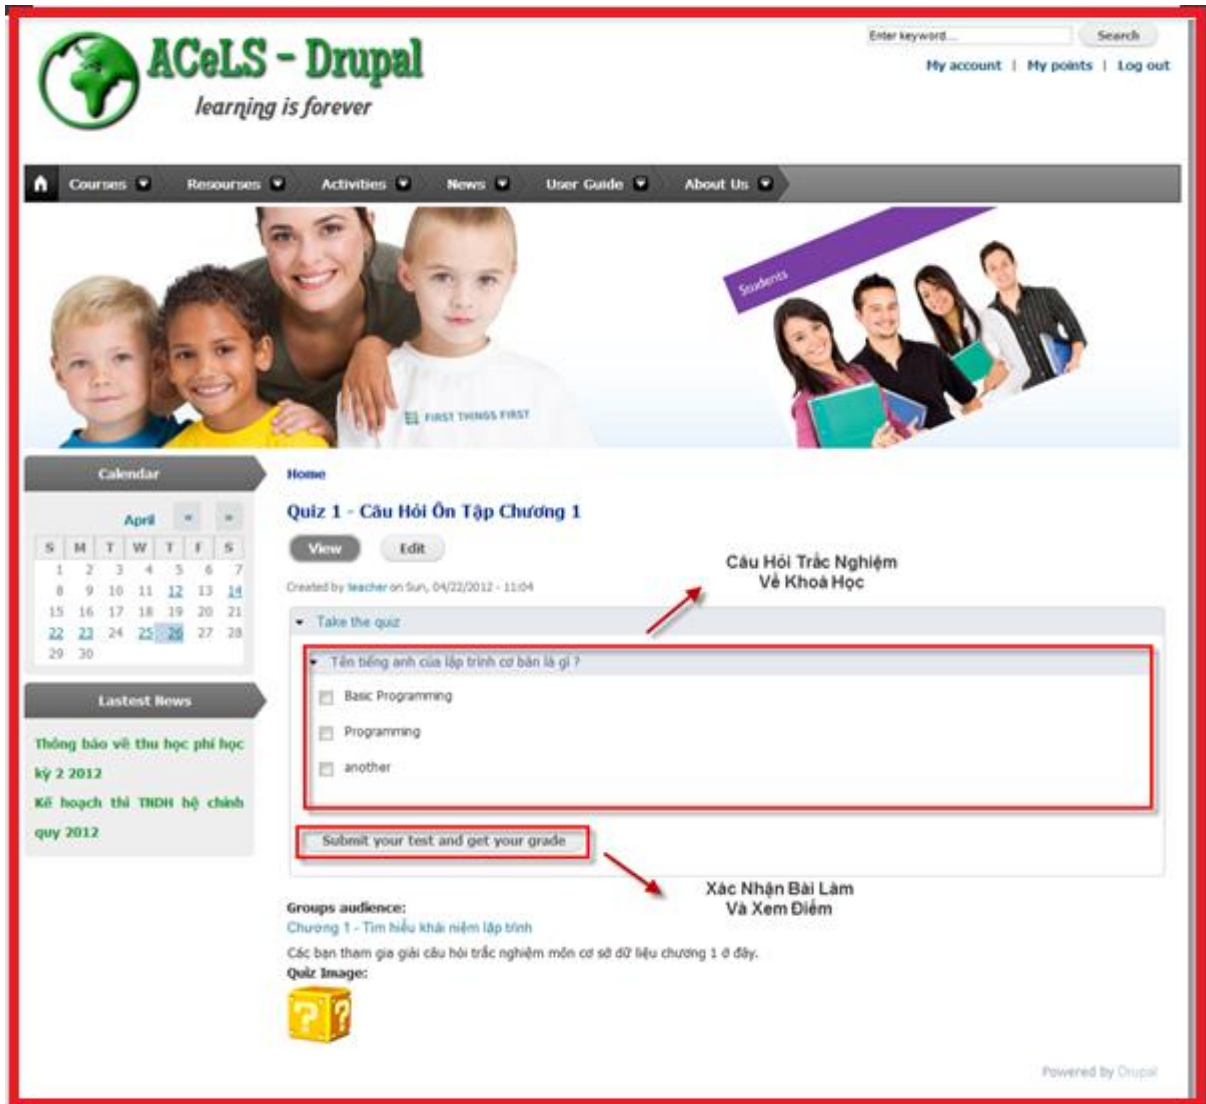 ACeLS - Drupal
learning is forever
Enter keyword...
Search
My account | My points | Log out
Courses
Resourses
Activities
News
User Guide
About Us
FIRST THINGS FIRST
Students
Calendar
April « »
S M T W T F S
1 2 3 4 5 6 7
8 9 10 11 12 13 14
15 16 17 18 19 20 21
22 23 24 25 26 27 28
29 30
Lastest News
Thông báo về thu học phí học
kỳ 2 2012
Kế hoạch thi TNDH hệ chính
quy 2012
Home
Quiz 1 - Câu Hỏi Ôn Tập Chương 1
View
Edit
Created by teacher on Sun, 04/22/2012 - 11:04
Câu Hỏi Trắc Nghiệm
Về Khoá Học
Take the quiz
Tên tiếng anh của lập trình cơ bản là gì ?
Basic Programming
Programming
another
Submit your test and get your grade
Xác Nhận Bài Làm
Và Xem Điểm
Groups audience:
Chương 1 - Tìm hiểu khái niệm lập trình
Các bạn tham gia giải câu hỏi trắc nghiệm môn cơ sở dữ liệu chương 1 ở đây.
Quiz Image:
? ?
Powered by Drupal